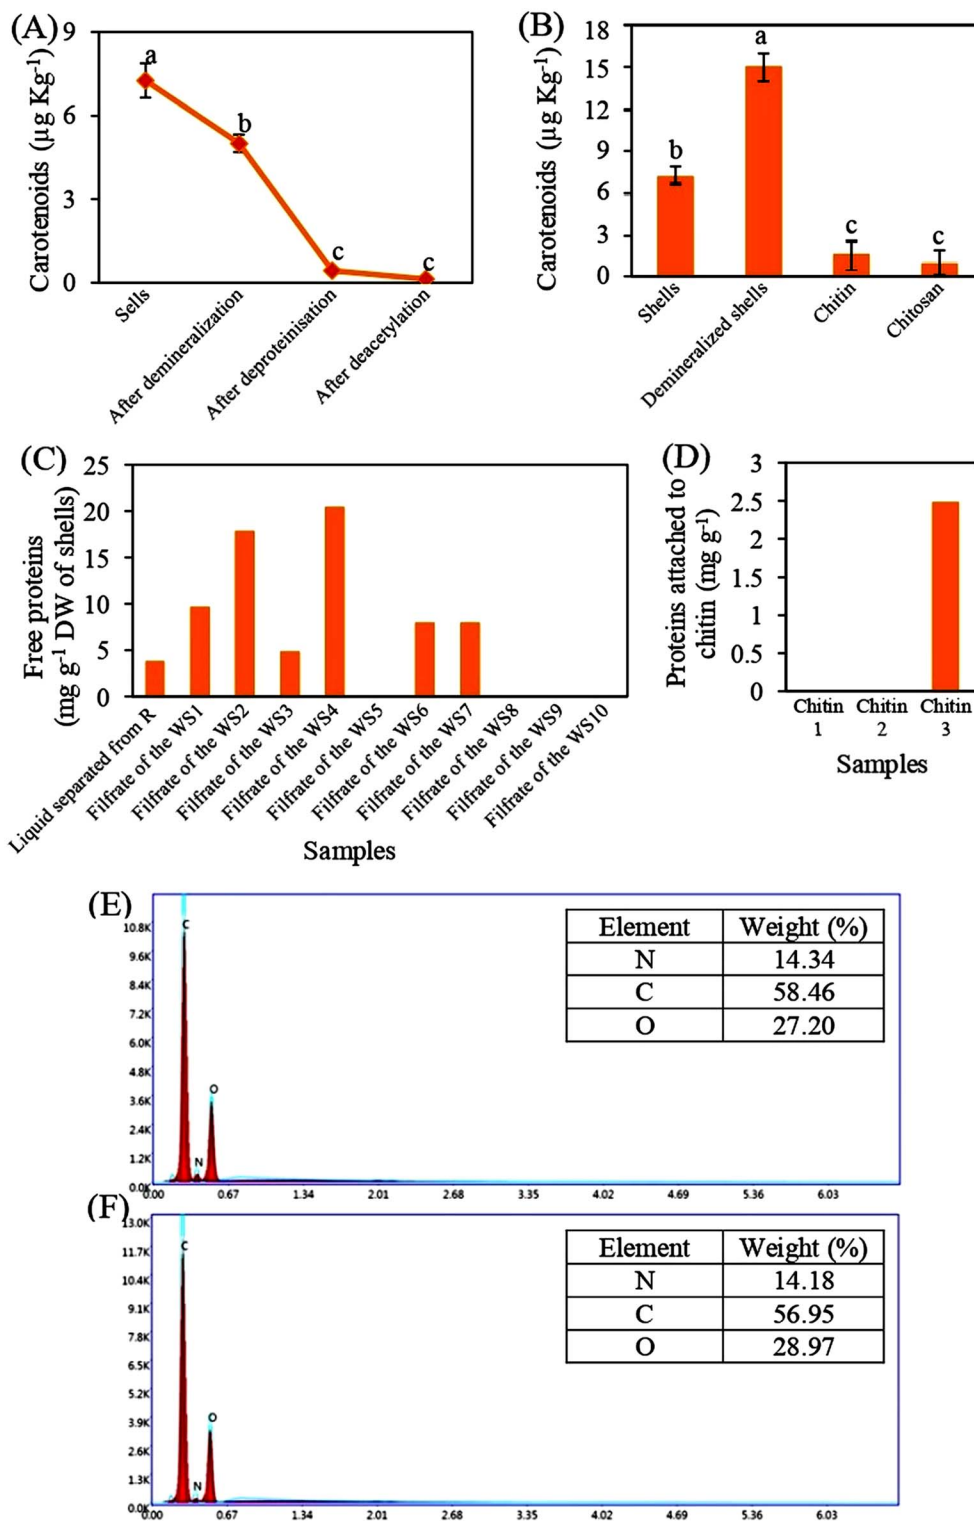 (A)
Carotenoids (µg Kg-1)
9
6
3
0
a
b
c
c
Sells
After demineralization
After deproteinisation
After deacetylation
(B)
Carotenoids (µg Kg-1)
18
15
12
9
6
3
0
b
a
c
c
Shells
Demineralized shells
Chitin
Chitosan
(C)
Free proteins
(mg g-1 DW of shells)
25
20
15
10
5
0
Liquid separated from R
Filfrate of the WS1
Filfrate of the WS2
Filfrate of the WS3
Filfrate of the WS4
Filfrate of the WS5
Filfrate of the WS6
Filfrate of the WS7
Filfrate of the WS8
Filfrate of the WS9
Filfrate of the WS10
Samples
(D)
Proteins attached to
chitin (mg g-1)
3
2.5
2
1.5
1
0.5
0
Chitin 1
Chitin 2
Chitin 3
Samples
(E)
10.8K
9.6K
8.4K
7.2K
6.0K
4.8K
3.6K
2.4K
1.2K
0.0K
C
N
O
0.00 0.67 1.34 2.01 2.68 3.35 4.02 4.69 5.36 6.03
Element Weight (%)
N 14.34
C 58.46
O 27.20
(F)
13.0K
11.7K
10.4K
9.1K
7.8K
6.5K
5.2K
3.9K
2.6K
1.3K
0.0K
C
N
O
0.00 0.67 1.34 2.01 2.68 3.35 4.02 4.69 5.36 6.03
Element Weight (%)
N 14.18
C 56.95
O 28.97